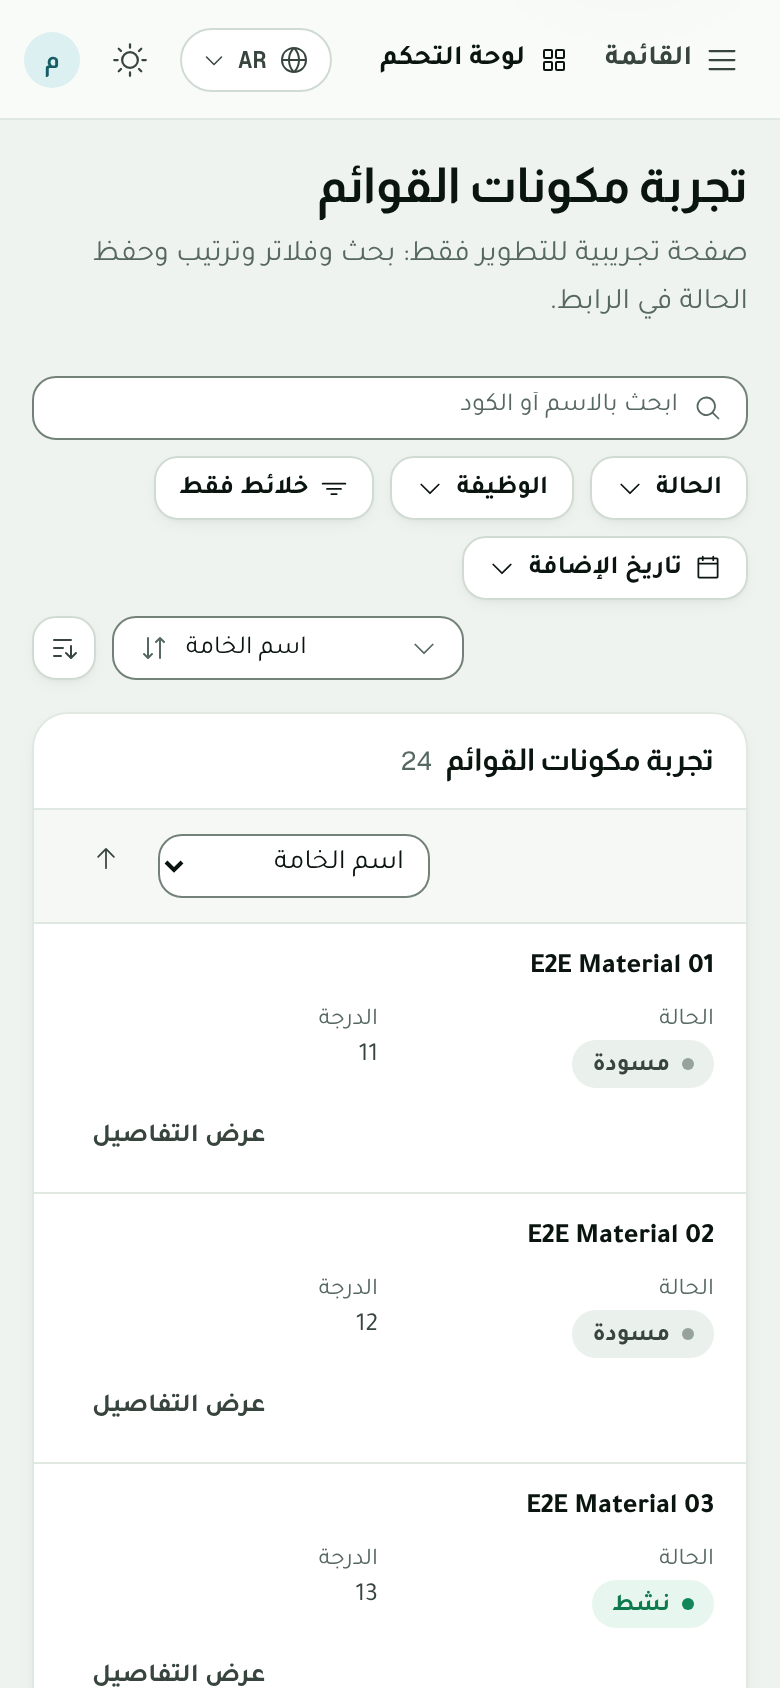 القائمة
لوحة التحكم
AR
م
تجربة مكونات القوائم
صفحة تجريبية للتطوير فقط: بحث وفلاتر وترتيب وحفظ
الحالة في الرابط.
ابحث بالاسم أو الكود
الحالة
الوظيفة
خلائط فقط
تاريخ الإضافة
اسم الخامة
تجربة مكونات القوائم 24
اسم الخامة
E2E Material 01
الحالة
مسودة
الدرجة
11
عرض التفاصيل
E2E Material 02
الحالة
مسودة
الدرجة
12
عرض التفاصيل
E2E Material 03
الحالة
نشط
الدرجة
13
عرض التفاصيل